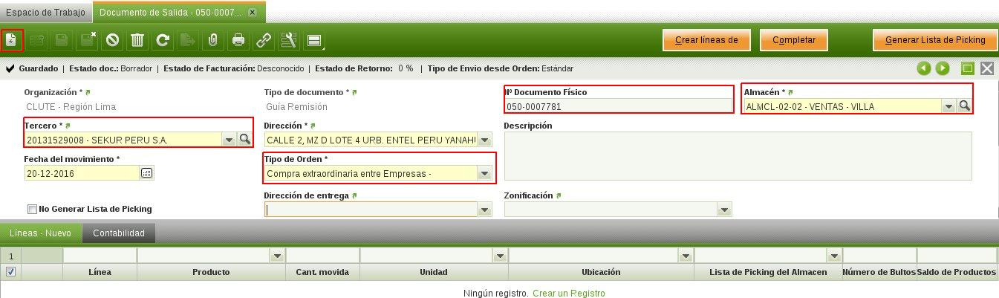 Espacio de Trabajo Documento de Salida - 050-0007... x
Crear líneas de Completar Generar Lista de Picking
Guardado | Estado doc.: Borrador | Estado de Facturación: Desconocido | Estado de Retorno: 0 % | Tipo de Envio desde Orden: Estándar
Organización * Tipo de documento * Nº Documento Físico Almacén *
CLUTE - Región Lima Guía Remisión 050-0007781 ALMCL-02-02 - VENTAS - VILLA
Tercero * Dirección * Descripción
20131529008 - SEKUR PERU S.A. CALLE 2, MZ D LOTE 4 URB. ENTEL PERU YANAHU
Fecha del movimiento * Tipo de Orden *
20-12-2016 Compra extraordinaria entre Empresas -
Dirección de entrega Zonificación
No Generar Lista de Picking
Líneas - Nuevo Contabilidad
1
Línea Producto Cant. movida Unidad Ubicación Lista de Picking del Almacen Número de Bultos Saldo de Productos
Ningún registro. Crear un Registro